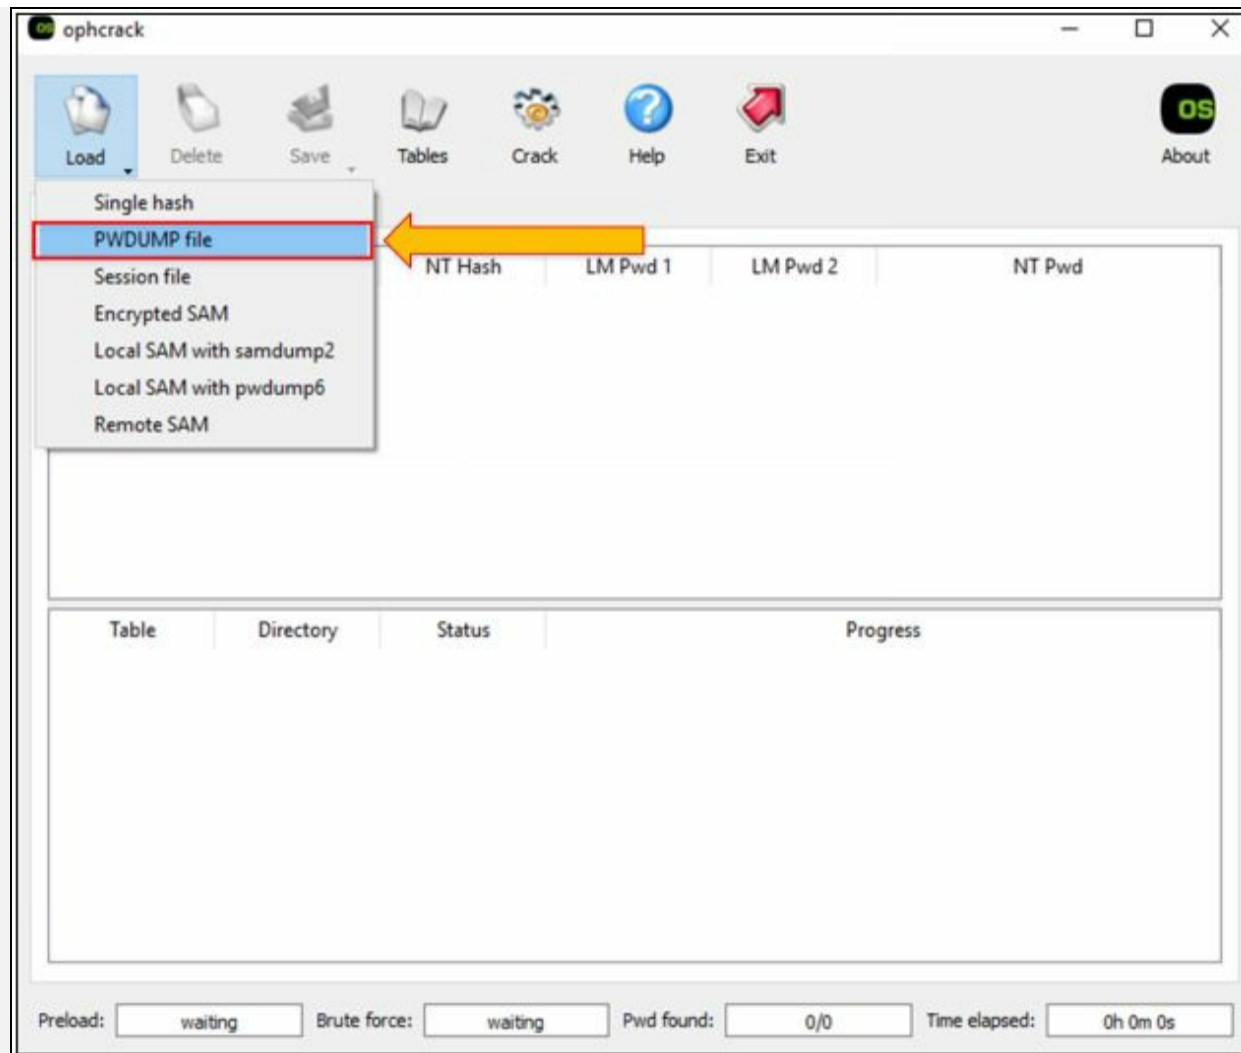 ophcrack
OS
Load Delete Save Tables Crack Help Exit About
Single hash
PWDUMP file
Session file
Encrypted SAM
Local SAM with samdump2
Local SAM with pwdump6
Remote SAM
NT Hash LM Pwd 1 LM Pwd 2 NT Pwd
Table Directory Status Progress
Preload: waiting Brute force: waiting Pwd found: 0/0 Time elapsed: 0h 0m 0s